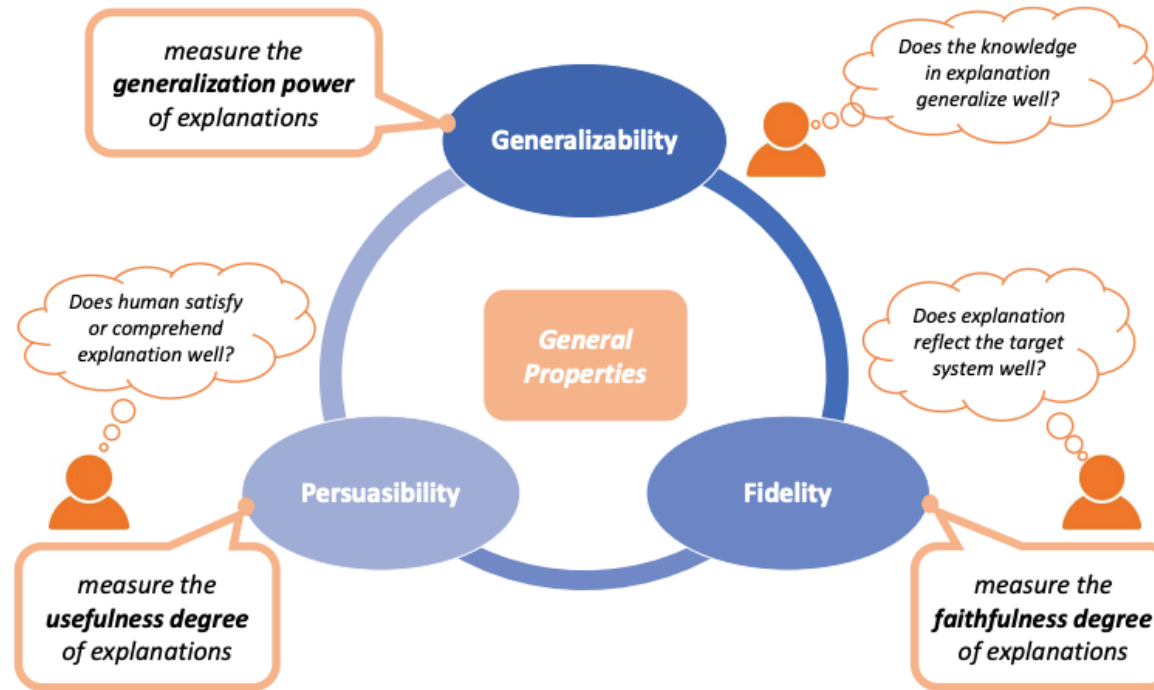 measure the
generalization power
of explanations
Does the knowledge
in explanation
generalize well?
Generalizability
Does human satisfy
or comprehend
explanation well?
General
Properties
Does explanation
reflect the target
system well?
Persuasibility
Fidelity
measure the
usefulness degree
of explanations
measure the
faithfulness degree
of explanations